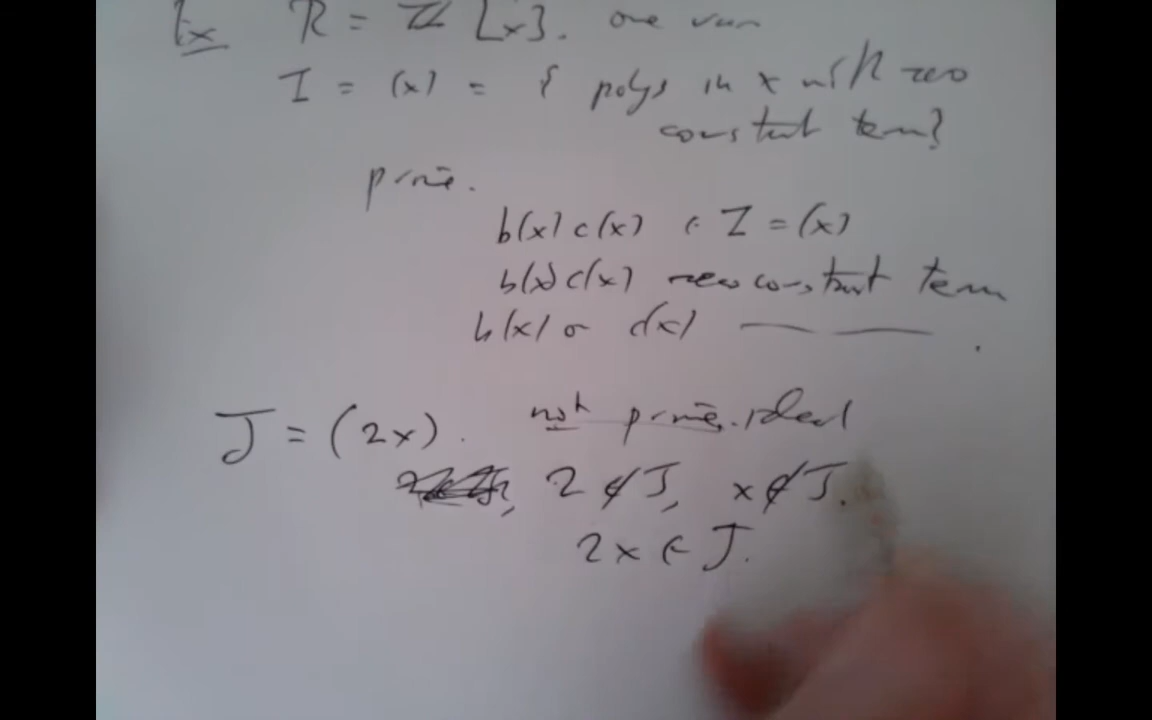 Ex R = ℤ[x]. one var
I = (x) = { polys in x with zero
constant term}
prime.
b(x) c(x) ∈ I = (x)
b(x) c(x) zero constant term
b(x) or c(x) —— ——.
J = (2x). not prime ideal
2 ∉ J, x ∉ J.
2x ∈ J.